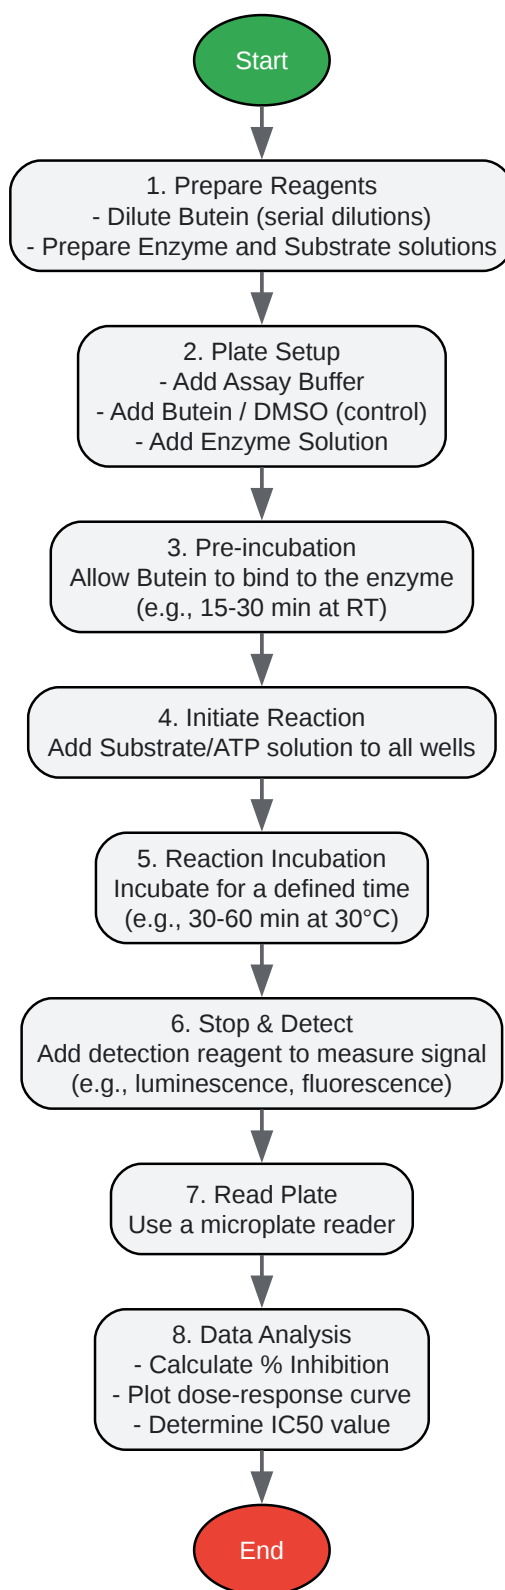 Start
1. Prepare Reagents
- Dilute Butein (serial dilutions)
- Prepare Enzyme and Substrate solutions
2. Plate Setup
- Add Assay Buffer
- Add Butein / DMSO (control)
- Add Enzyme Solution
3. Pre-incubation
Allow Butein to bind to the enzyme
(e.g., 15-30 min at RT)
4. Initiate Reaction
Add Substrate/ATP solution to all wells
5. Reaction Incubation
Incubate for a defined time
(e.g., 30-60 min at 30°C)
6. Stop & Detect
Add detection reagent to measure signal
(e.g., luminescence, fluorescence)
7. Read Plate
Use a microplate reader
8. Data Analysis
- Calculate % Inhibition
- Plot dose-response curve
- Determine IC50 value
End